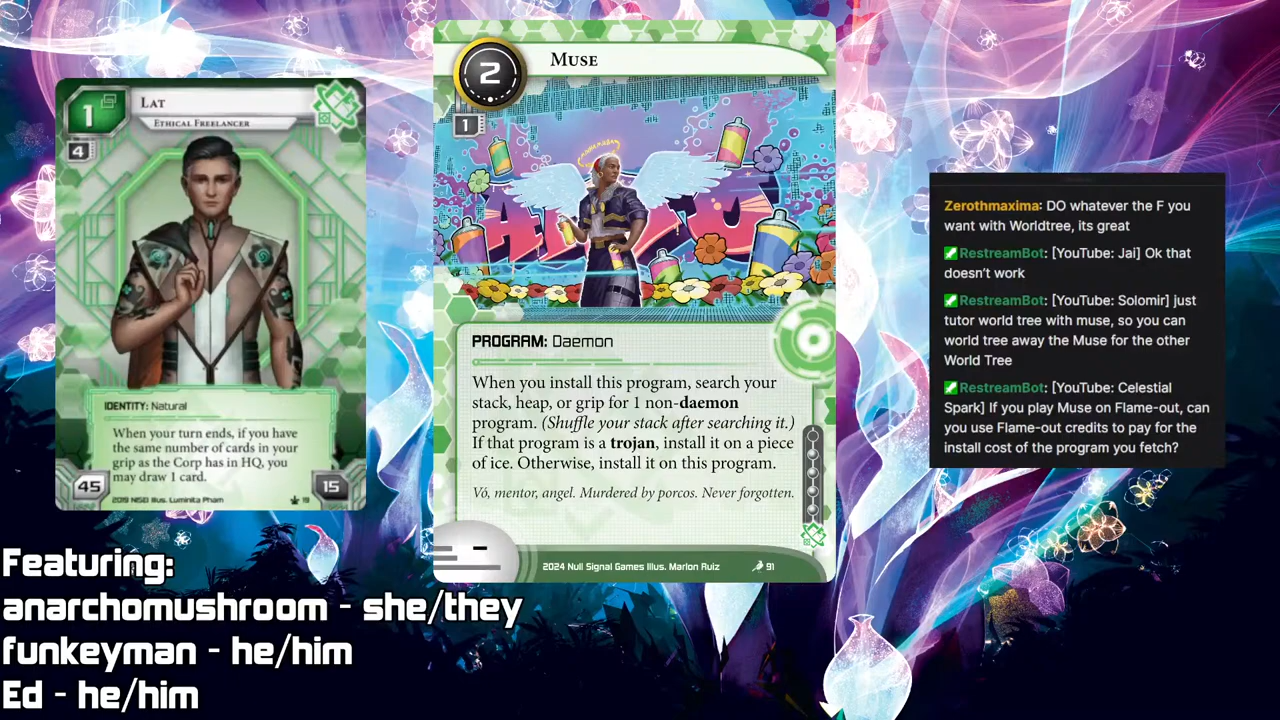 1
LAT
ETHICAL FREELANCER
4
IDENTITY: Natural
When your turn ends, if you have
the same number of cards in your
grip as the Corp has in HQ, you
may draw 1 card.
45
15
2019 NISEI Illus. Luminita Pham
19
2
MUSE
1
PROGRAM: Daemon
When you install this program, search your
stack, heap, or grip for 1 non-daemon
program. (Shuffle your stack after searching it.)
If that program is a trojan, install it on a piece
of ice. Otherwise, install it on this program.
Vó, mentor, angel. Murdered by porcos. Never forgotten.
-
2024 Null Signal Games Illus. Marlon Ruiz
91
Zerothmaxima: DO whatever the F you
want with Worldtree, its great
RestreamBot: [YouTube: Jai] Ok that
doesn't work
RestreamBot: [YouTube: Solomir] just
tutor world tree with muse, so you can
world tree away the Muse for the other
World Tree
RestreamBot: [YouTube: Celestial
Spark] If you play Muse on Flame-out, can
you use Flame-out credits to pay for the
install cost of the program you fetch?
Featuring:
anarchomushroom - she/they
funkeyman - he/him
Ed - he/him